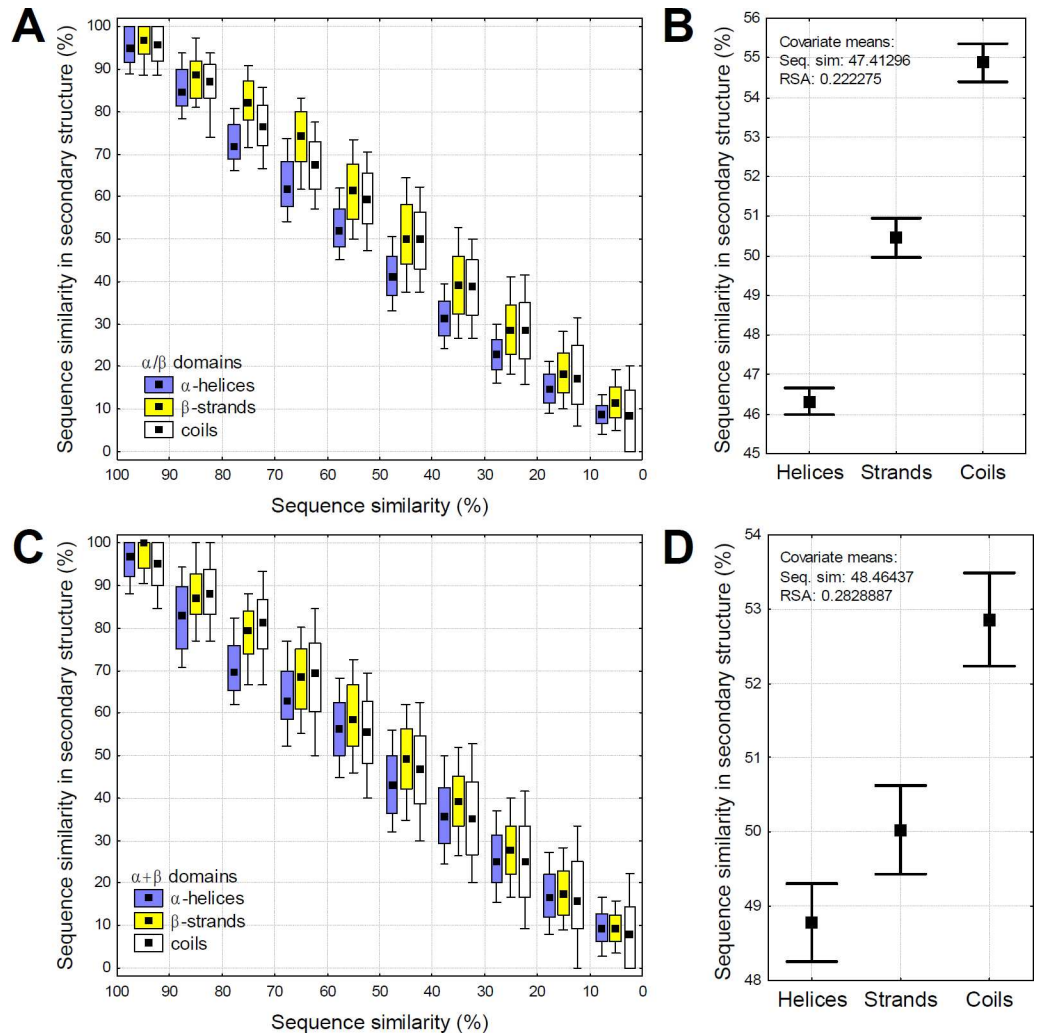 A
Sequence similarity in secondary structure (%)
100
90
80
70
60
50
40
30
20
10
0
α/β domains
α-helices
β-strands
coils
100 90 80 70 60 50 40 30 20 10 0
Sequence similarity (%)
B
Sequence similarity in secondary structure (%)
56
55
54
53
52
51
50
49
48
47
46
45
Covariate means:
Seq. sim: 47.41296
RSA: 0.222275
Helices Strands Coils
C
Sequence similarity in secondary structure (%)
100
90
80
70
60
50
40
30
20
10
0
α+β domains
α-helices
β-strands
coils
100 90 80 70 60 50 40 30 20 10 0
Sequence similarity (%)
D
Sequence similarity in secondary structure (%)
54
53
52
51
50
49
48
Covariate means:
Seq. sim: 48.46437
RSA: 0.2828887
Helices Strands Coils